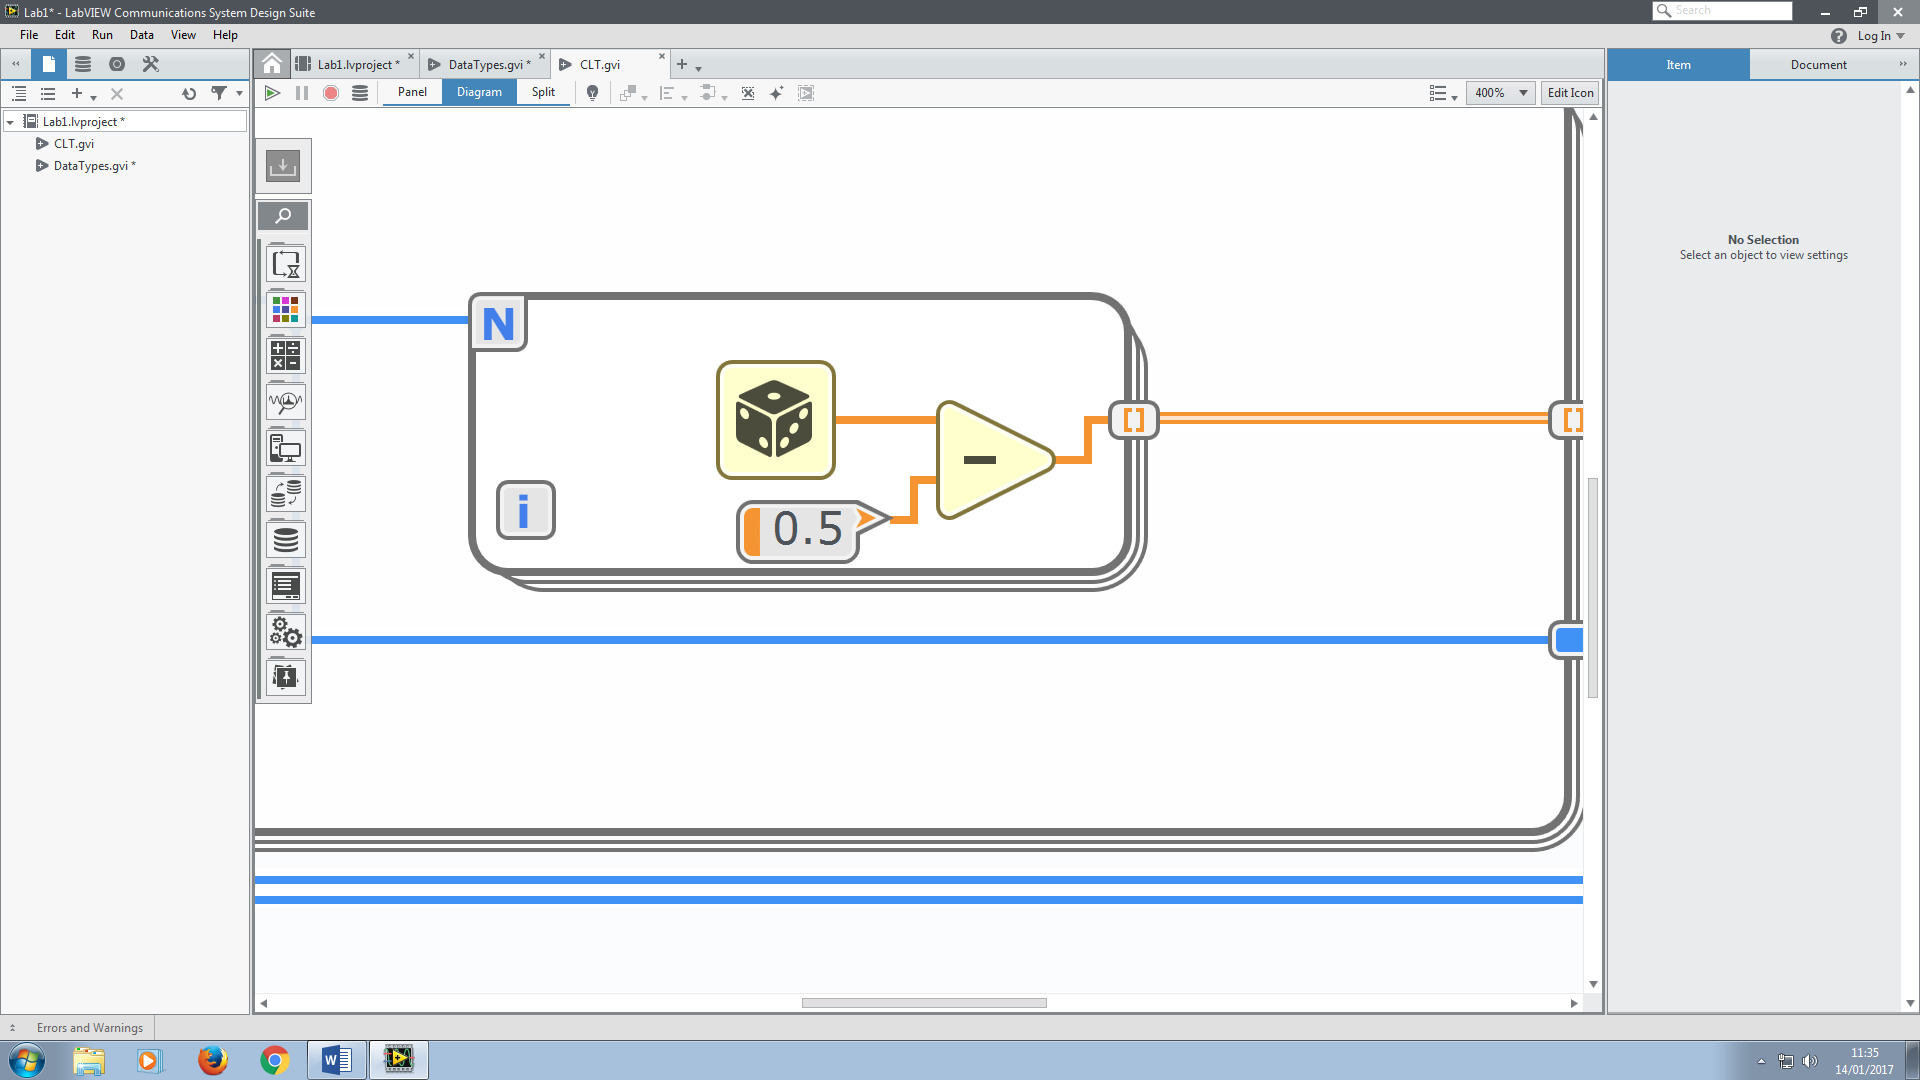 Lab1* - LabVIEW Communications System Design Suite
Search
File Edit Run Data View Help
Log In
Lab1.lvproject *
DataTypes.gvi *
CLT.gvi
Item
Document
Panel
Diagram
Split
400%
Edit Icon
Lab1.lvproject *
CLT.gvi
DataTypes.gvi *
No Selection
Select an object to view settings
N
i
0.5
Errors and Warnings
11:35
14/01/2017